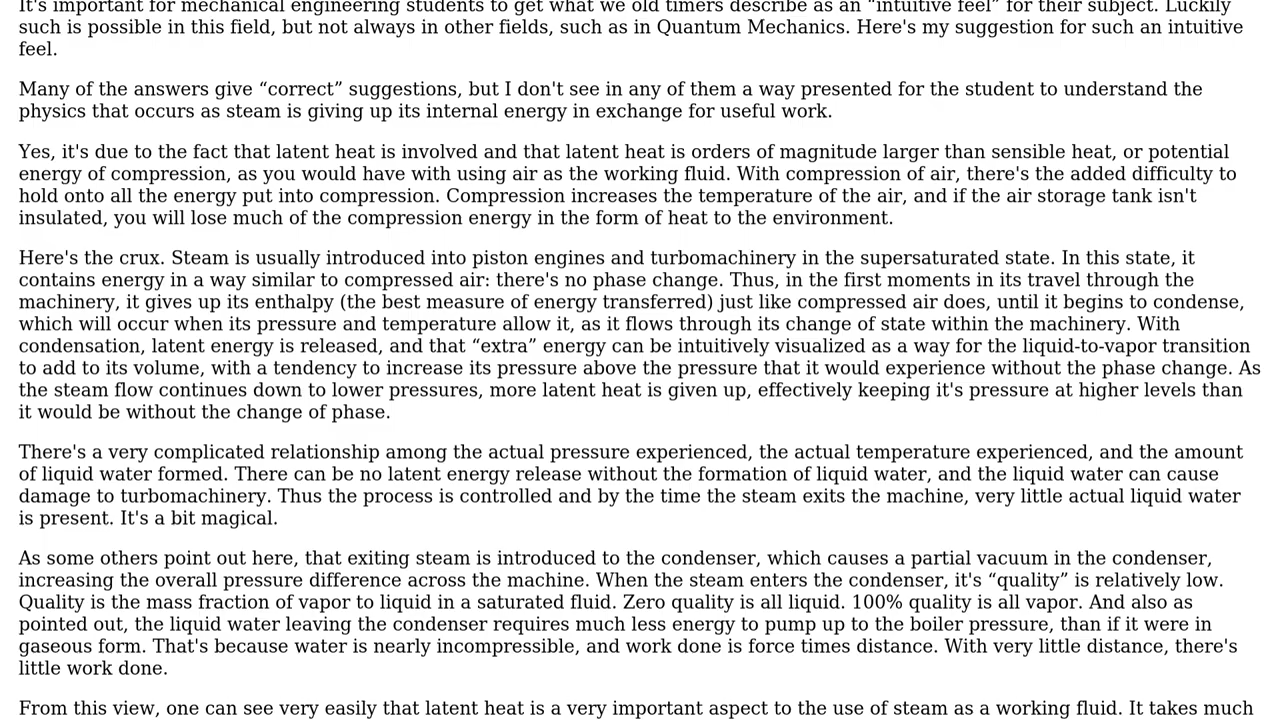 It's important for mechanical engineering students to get what we old timers describe as an “intuitive feel” for their subject. Luckily
such is possible in this field, but not always in other fields, such as in Quantum Mechanics. Here's my suggestion for such an intuitive
feel.
Many of the answers give “correct” suggestions, but I don't see in any of them a way presented for the student to understand the
physics that occurs as steam is giving up its internal energy in exchange for useful work.
Yes, it's due to the fact that latent heat is involved and that latent heat is orders of magnitude larger than sensible heat, or potential
energy of compression, as you would have with using air as the working fluid. With compression of air, there's the added difficulty to
hold onto all the energy put into compression. Compression increases the temperature of the air, and if the air storage tank isn't
insulated, you will lose much of the compression energy in the form of heat to the environment.
Here's the crux. Steam is usually introduced into piston engines and turbomachinery in the supersaturated state. In this state, it
contains energy in a way similar to compressed air: there's no phase change. Thus, in the first moments in its travel through the
machinery, it gives up its enthalpy (the best measure of energy transferred) just like compressed air does, until it begins to condense,
which will occur when its pressure and temperature allow it, as it flows through its change of state within the machinery. With
condensation, latent energy is released, and that “extra” energy can be intuitively visualized as a way for the liquid-to-vapor transition
to add to its volume, with a tendency to increase its pressure above the pressure that it would experience without the phase change. As
the steam flow continues down to lower pressures, more latent heat is given up, effectively keeping it's pressure at higher levels than
it would be without the change of phase.
There's a very complicated relationship among the actual pressure experienced, the actual temperature experienced, and the amount
of liquid water formed. There can be no latent energy release without the formation of liquid water, and the liquid water can cause
damage to turbomachinery. Thus the process is controlled and by the time the steam exits the machine, very little actual liquid water
is present. It's a bit magical.
As some others point out here, that exiting steam is introduced to the condenser, which causes a partial vacuum in the condenser,
increasing the overall pressure difference across the machine. When the steam enters the condenser, it's “quality” is relatively low.
Quality is the mass fraction of vapor to liquid in a saturated fluid. Zero quality is all liquid. 100% quality is all vapor. And also as
pointed out, the liquid water leaving the condenser requires much less energy to pump up to the boiler pressure, than if it were in
gaseous form. That's because water is nearly incompressible, and work done is force times distance. With very little distance, there's
little work done.
From this view, one can see very easily that latent heat is a very important aspect to the use of steam as a working fluid. It takes much